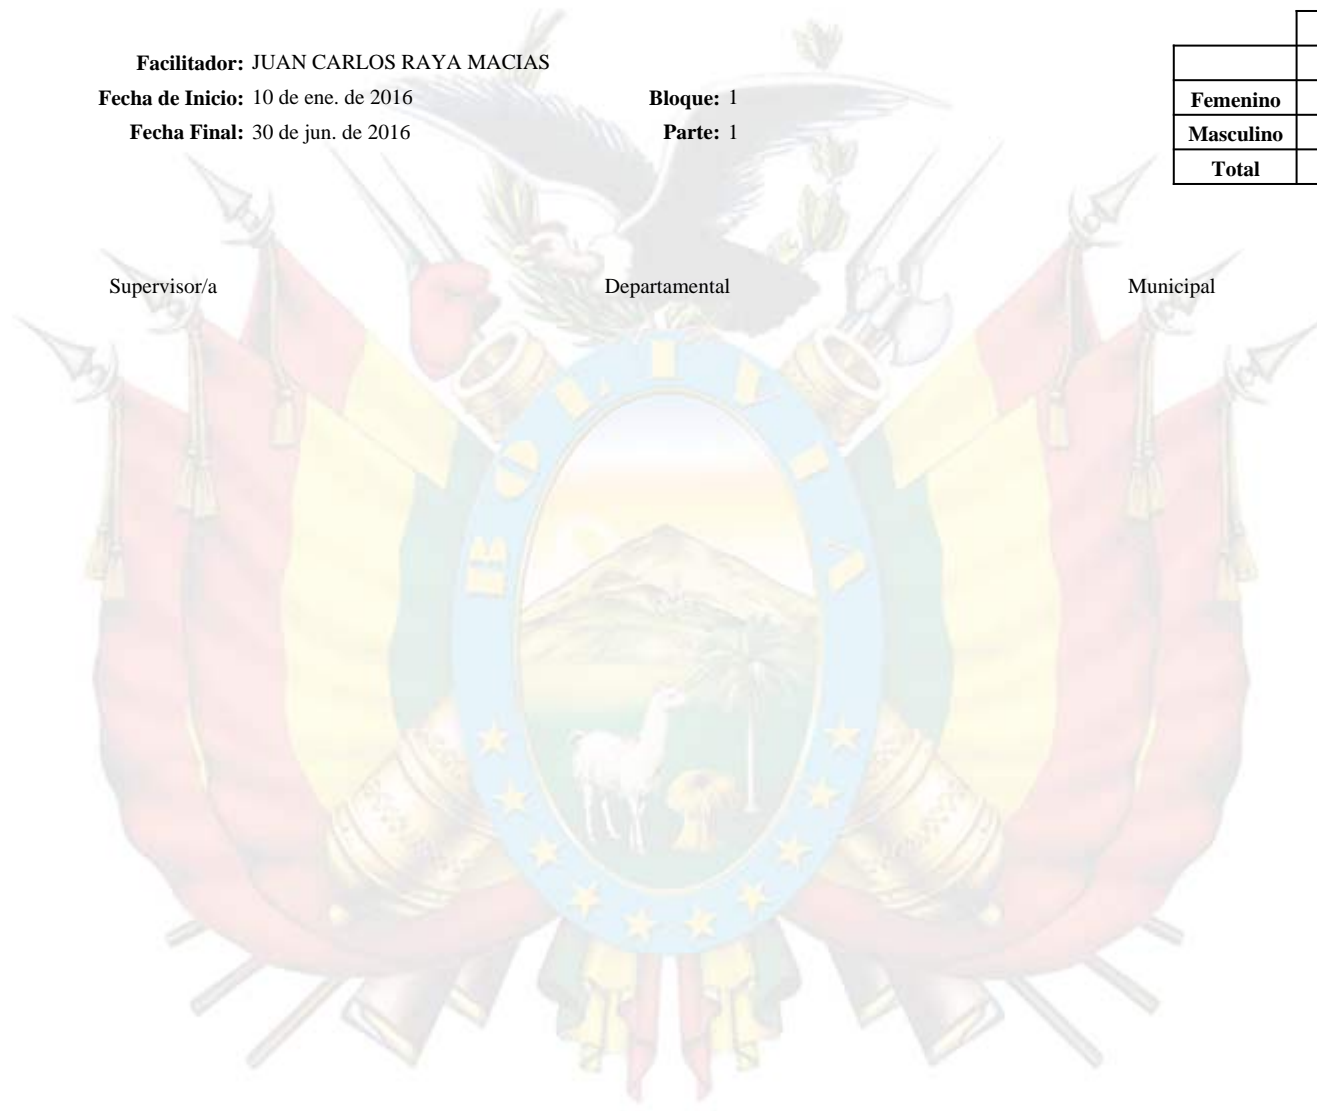 Facilitador: JUAN CARLOS RAYA MACIAS
Fecha de Inicio: 10 de ene. de 2016 Bloque: 1
Femenino
Fecha Final: 30 de jun. de 2016 Parte: 1
Masculino
Total
Supervisor/a Departamental Municipal
BOLIVIA